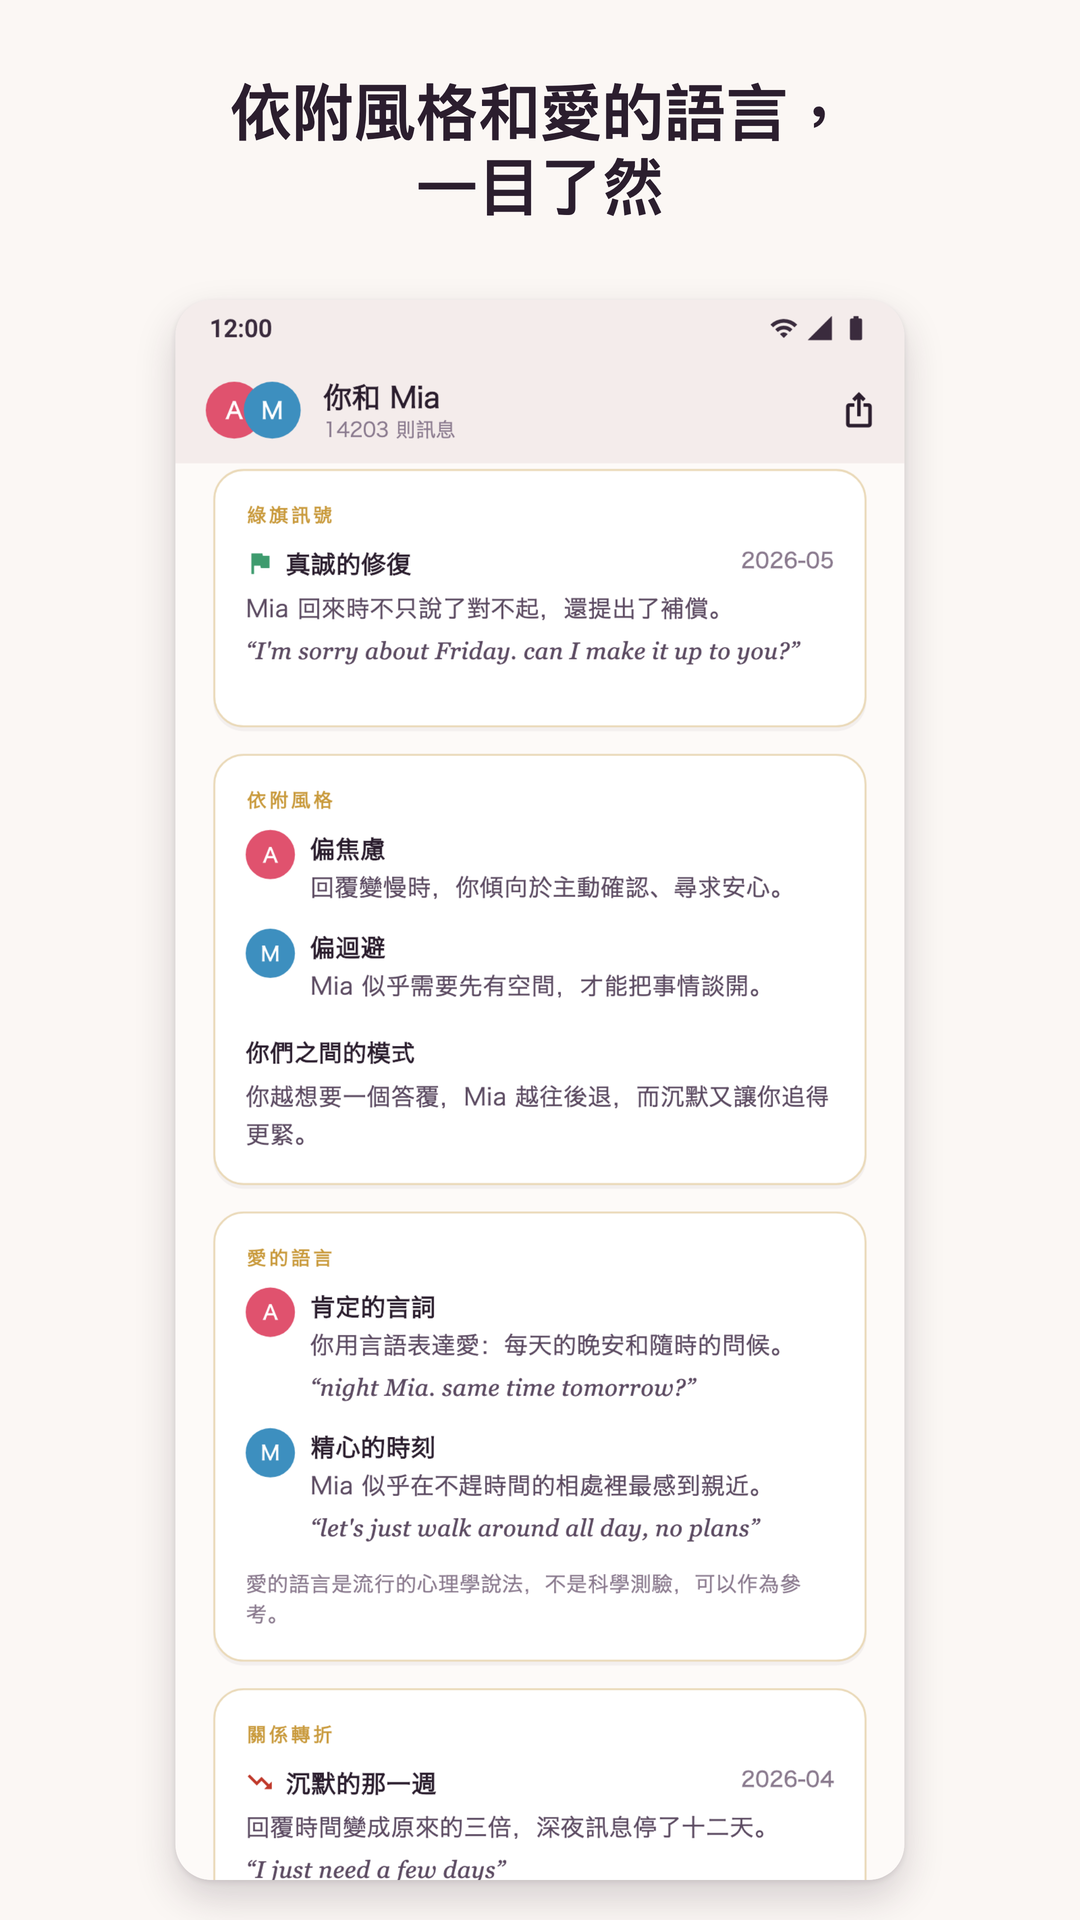 依附風格和愛的語言，
一目了然
12:00
A M 你和 Mia
14203 則訊息
綠旗訊號
真誠的修復 2026-05
Mia 回來時不只說了對不起，還提出了補償。
“I'm sorry about Friday. can I make it up to you?”
依附風格
A 偏焦慮
回覆變慢時，你傾向於主動確認、尋求安心。
M 偏迴避
Mia 似乎需要先有空間，才能把事情談開。
你們之間的模式
你越想要一個答覆，Mia 越往後退，而沉默又讓你追得
更緊。
愛的語言
A 肯定的言詞
你用言語表達愛：每天的晚安和隨時的問候。
“night Mia. same time tomorrow?”
M 精心的時刻
Mia 似乎在不趕時間的相處裡最感到親近。
“let's just walk around all day, no plans”
愛的語言是流行的心理學說法，不是科學測驗，可以作為參
考。
關係轉折
沉默的那一週 2026-04
回覆時間變成原來的三倍，深夜訊息停了十二天。
“I just need a few days”